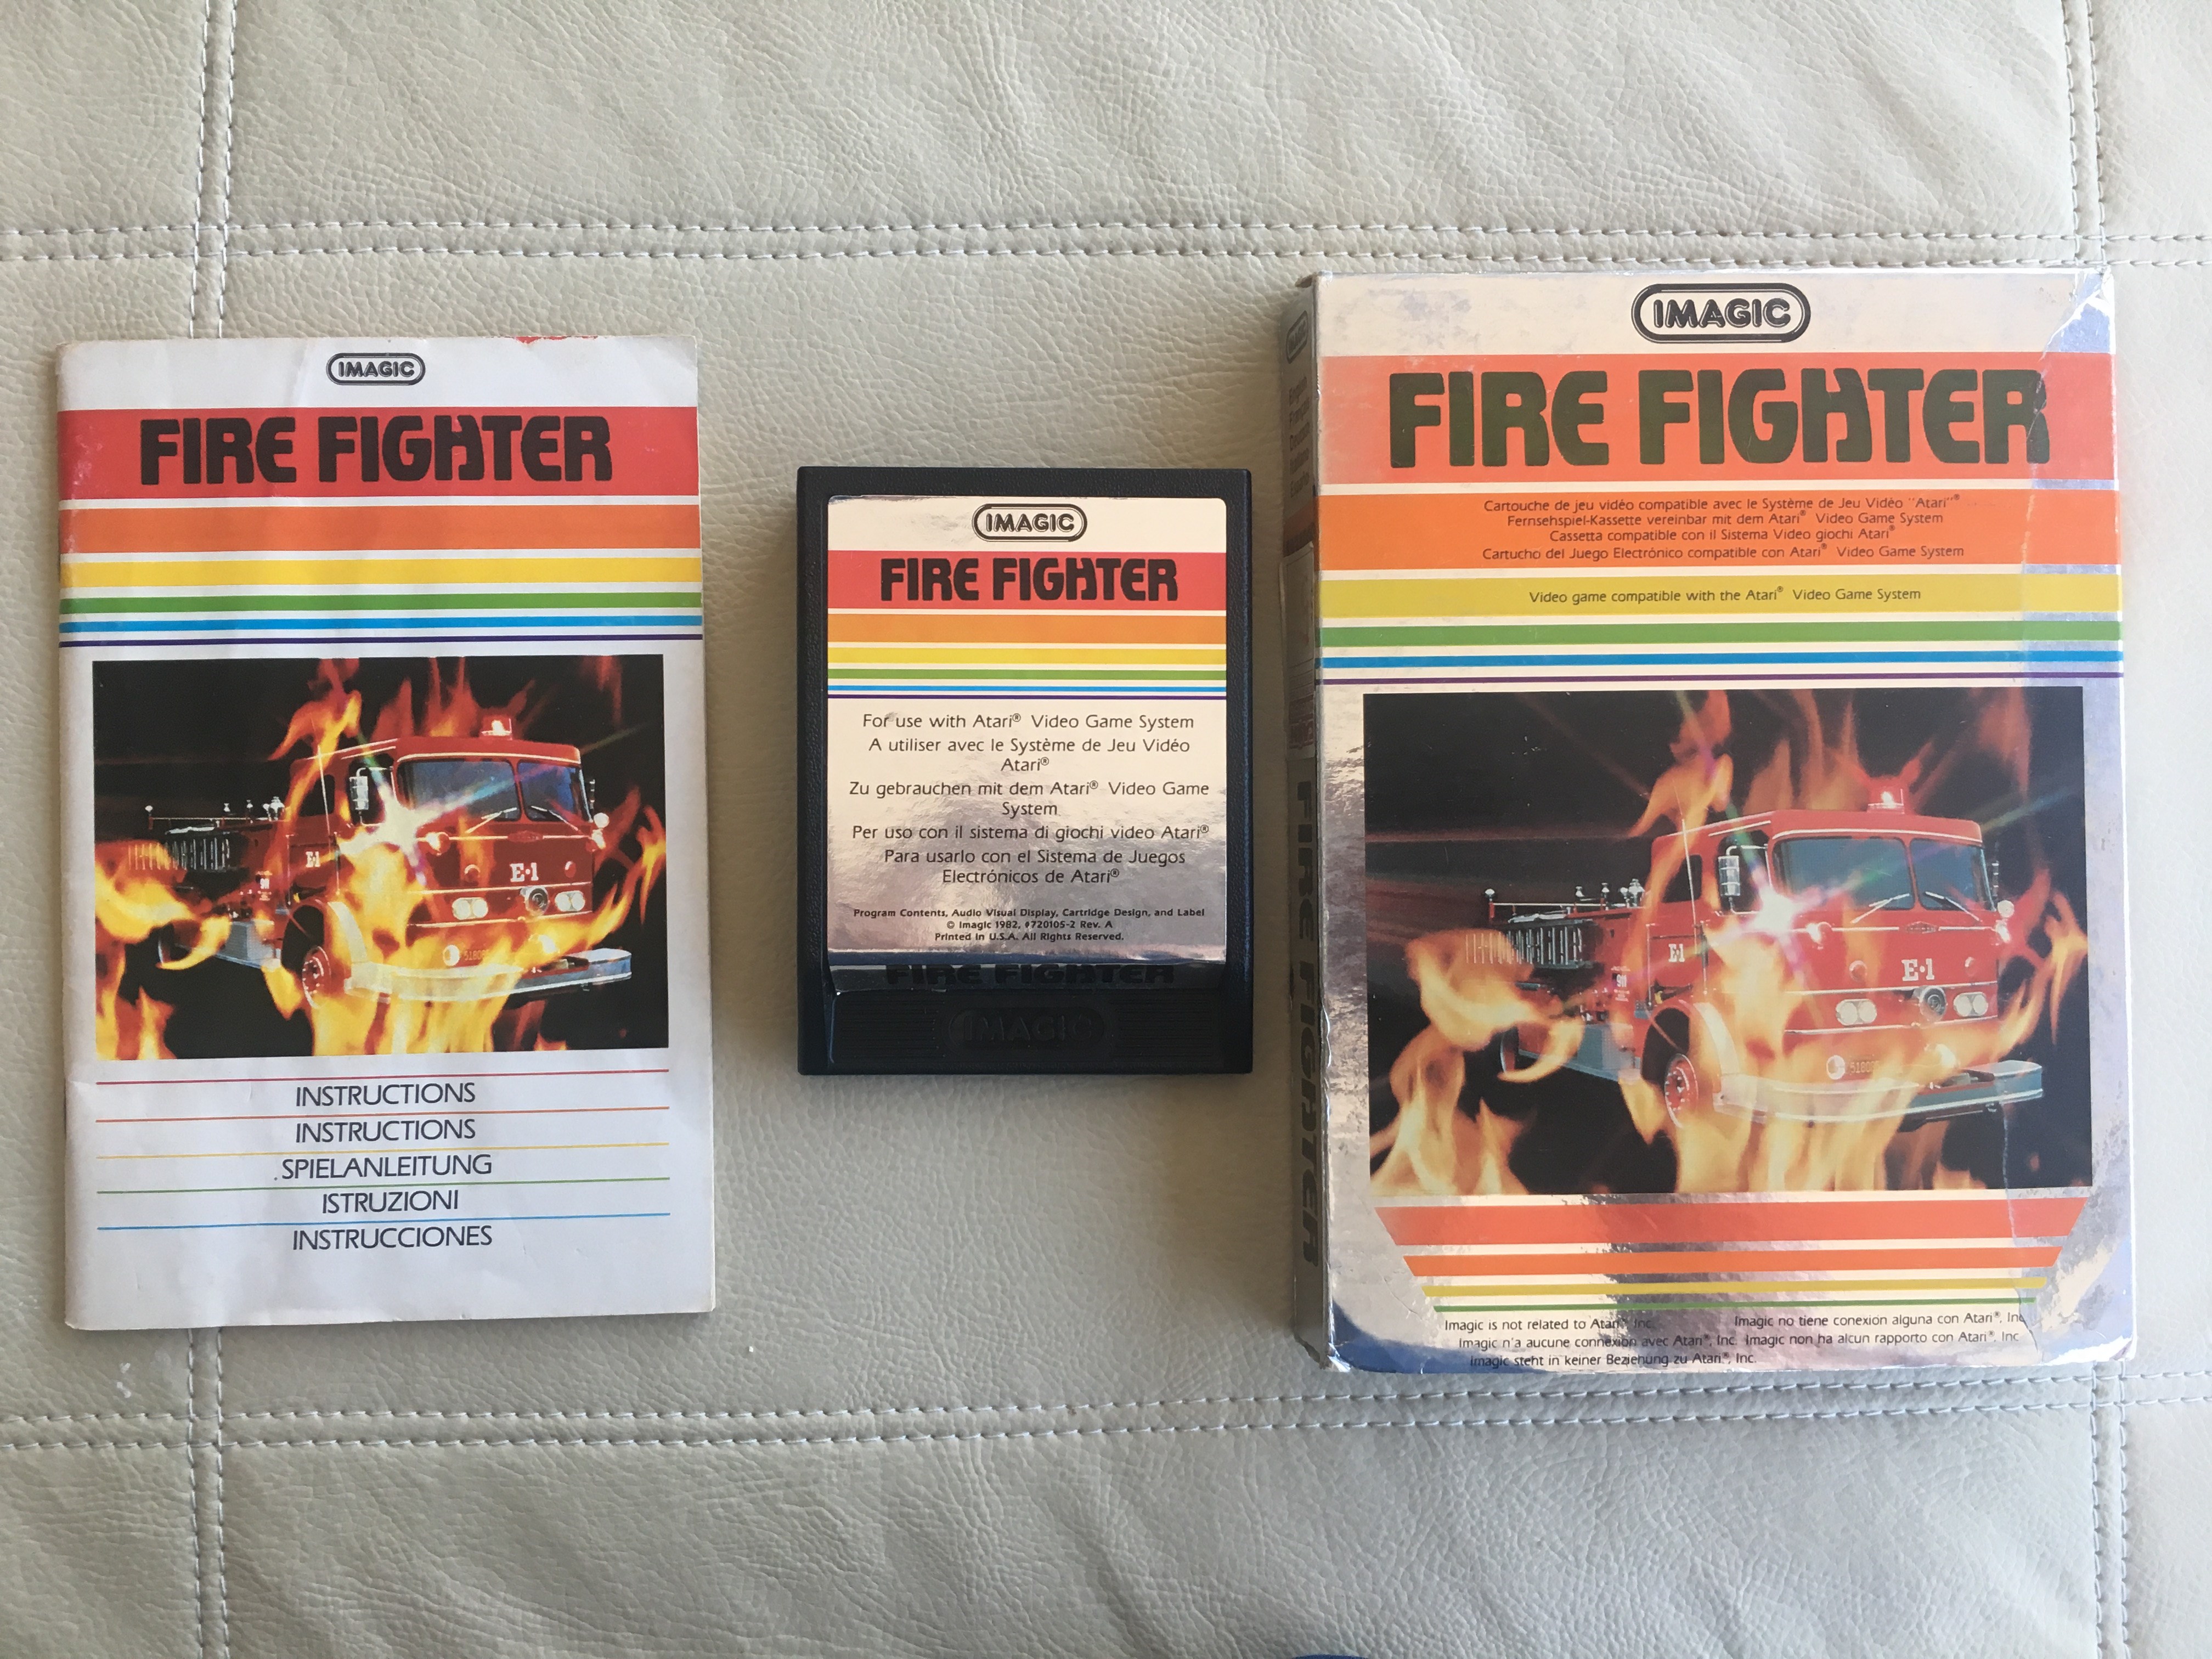 IMAGIC
FIRE FIGHTER
E·1
E·1
INSTRUCTIONS
INSTRUCTIONS
SPIELANLEITUNG
ISTRUZIONI
INSTRUCCIONES
IMAGIC
FIRE FIGHTER
For use with Atari® Video Game System
A utiliser avec le Système de Jeu Vidéo
Atari®
Zu gebrauchen mit dem Atari® Video Game
System
Per uso con il sistema di giochi video Atari®
Para usarlo con el Sistema de Juegos
Electrónicos de Atari®
Program Contents, Audio Visual Display, Cartridge Design, and Label
© Imagic 1982, #720105-2 Rev. A
Printed in U.S.A. All Rights Reserved.
FIRE FIGHTER
IMAGIC
IMAGIC
FIRE FIGHTER
Cartouche de jeu vidéo compatible avec le Système de Jeu Vidéo "Atari"®
Fernsehspiel-Kassette vereinbar mit dem Atari® Video Game System
Cassetta compatible con il Sistema Video giochi Atari®
Cartucho del Juego Electrónico compatible con Atari® Video Game System
Video game compatible with the Atari® Video Game System
E·1
911
E·1
Imagic is not related to Atari®, Inc. Imagic no tiene conexion alguna con Atari®, Inc
Imagic n'a aucune connexion avec Atari®, Inc. Imagic non ha alcun rapporto con Atari®, Inc
Imagic steht in keiner Beziehung zu Atari®, Inc.
FIRE FIGHTER